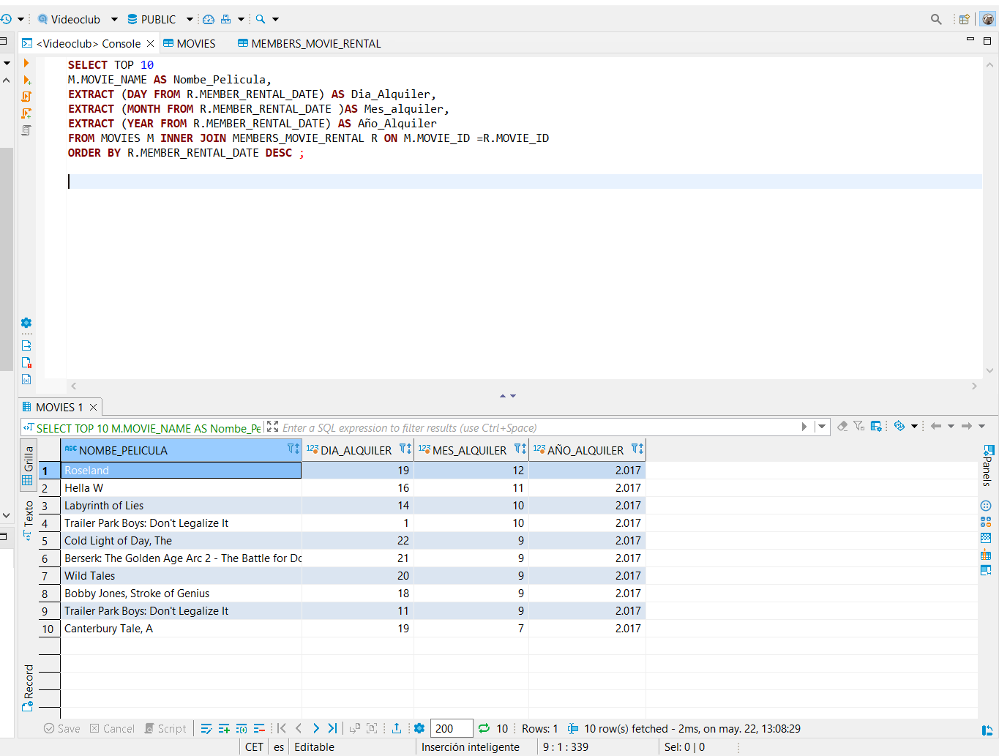 Videoclub PUBLIC
<Videoclub> Console MOVIES MEMBERS_MOVIE_RENTAL
SELECT TOP 10
M.MOVIE_NAME AS Nombe_Pelicula,
EXTRACT (DAY FROM R.MEMBER_RENTAL_DATE) AS Dia_Alquiler,
EXTRACT (MONTH FROM R.MEMBER_RENTAL_DATE )AS Mes_alquiler,
EXTRACT (YEAR FROM R.MEMBER_RENTAL_DATE) AS Año_Alquiler
FROM MOVIES M INNER JOIN MEMBERS_MOVIE_RENTAL R ON M.MOVIE_ID =R.MOVIE_ID
ORDER BY R.MEMBER_RENTAL_DATE DESC ;
MOVIES 1
SELECT TOP 10 M.MOVIE_NAME AS Nombe_Pe Enter a SQL expression to filter results (use Ctrl+Space)
Grilla
Texto
Record
Panels
ABC NOMBE_PELICULA 123 DIA_ALQUILER 123 MES_ALQUILER 123 AÑO_ALQUILER
1 Roseland 19 12 2.017
2 Hella W 16 11 2.017
3 Labyrinth of Lies 14 10 2.017
4 Trailer Park Boys: Don't Legalize It 1 10 2.017
5 Cold Light of Day, The 22 9 2.017
6 Berserk: The Golden Age Arc 2 - The Battle for Do 21 9 2.017
7 Wild Tales 20 9 2.017
8 Bobby Jones, Stroke of Genius 18 9 2.017
9 Trailer Park Boys: Don't Legalize It 11 9 2.017
10 Canterbury Tale, A 19 7 2.017
Save Cancel Script 200 10 Rows: 1 10 row(s) fetched - 2ms, on may. 22, 13:08:29
CET es Editable Inserción inteligente 9 : 1 : 339 Sel: 0 | 0